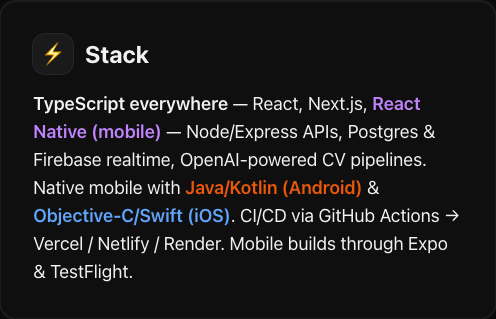 ⚡ Stack
TypeScript everywhere — React, Next.js, React
Native (mobile) — Node/Express APIs, Postgres &
Firebase realtime, OpenAI-powered CV pipelines.
Native mobile with Java/Kotlin (Android) &
Objective-C/Swift (iOS). CI/CD via GitHub Actions →
Vercel / Netlify / Render. Mobile builds through Expo
& TestFlight.